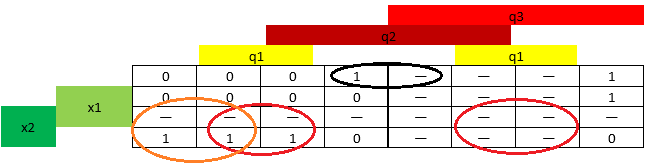 q3
q2
q1 q1
0 0 0 1 — — — 1
x1 0 0 0 0 — — — 1
x2 — — — — — — — —
1 1 1 0 — — — 0